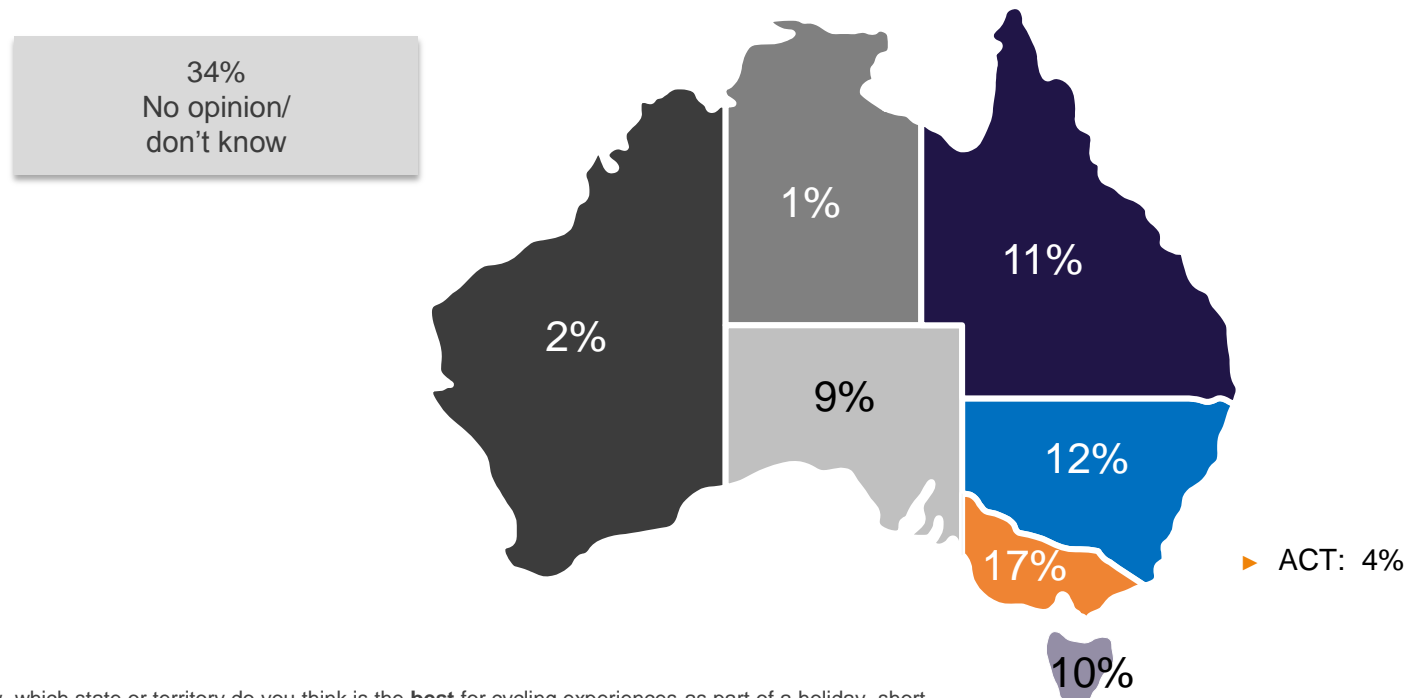 34%
No opinion/
don’t know
1%
11%
2%
9%
12%
17%
► ACT: 4%
10%
which state or territory do you think is the best for cycling experiences as part of a holiday, short